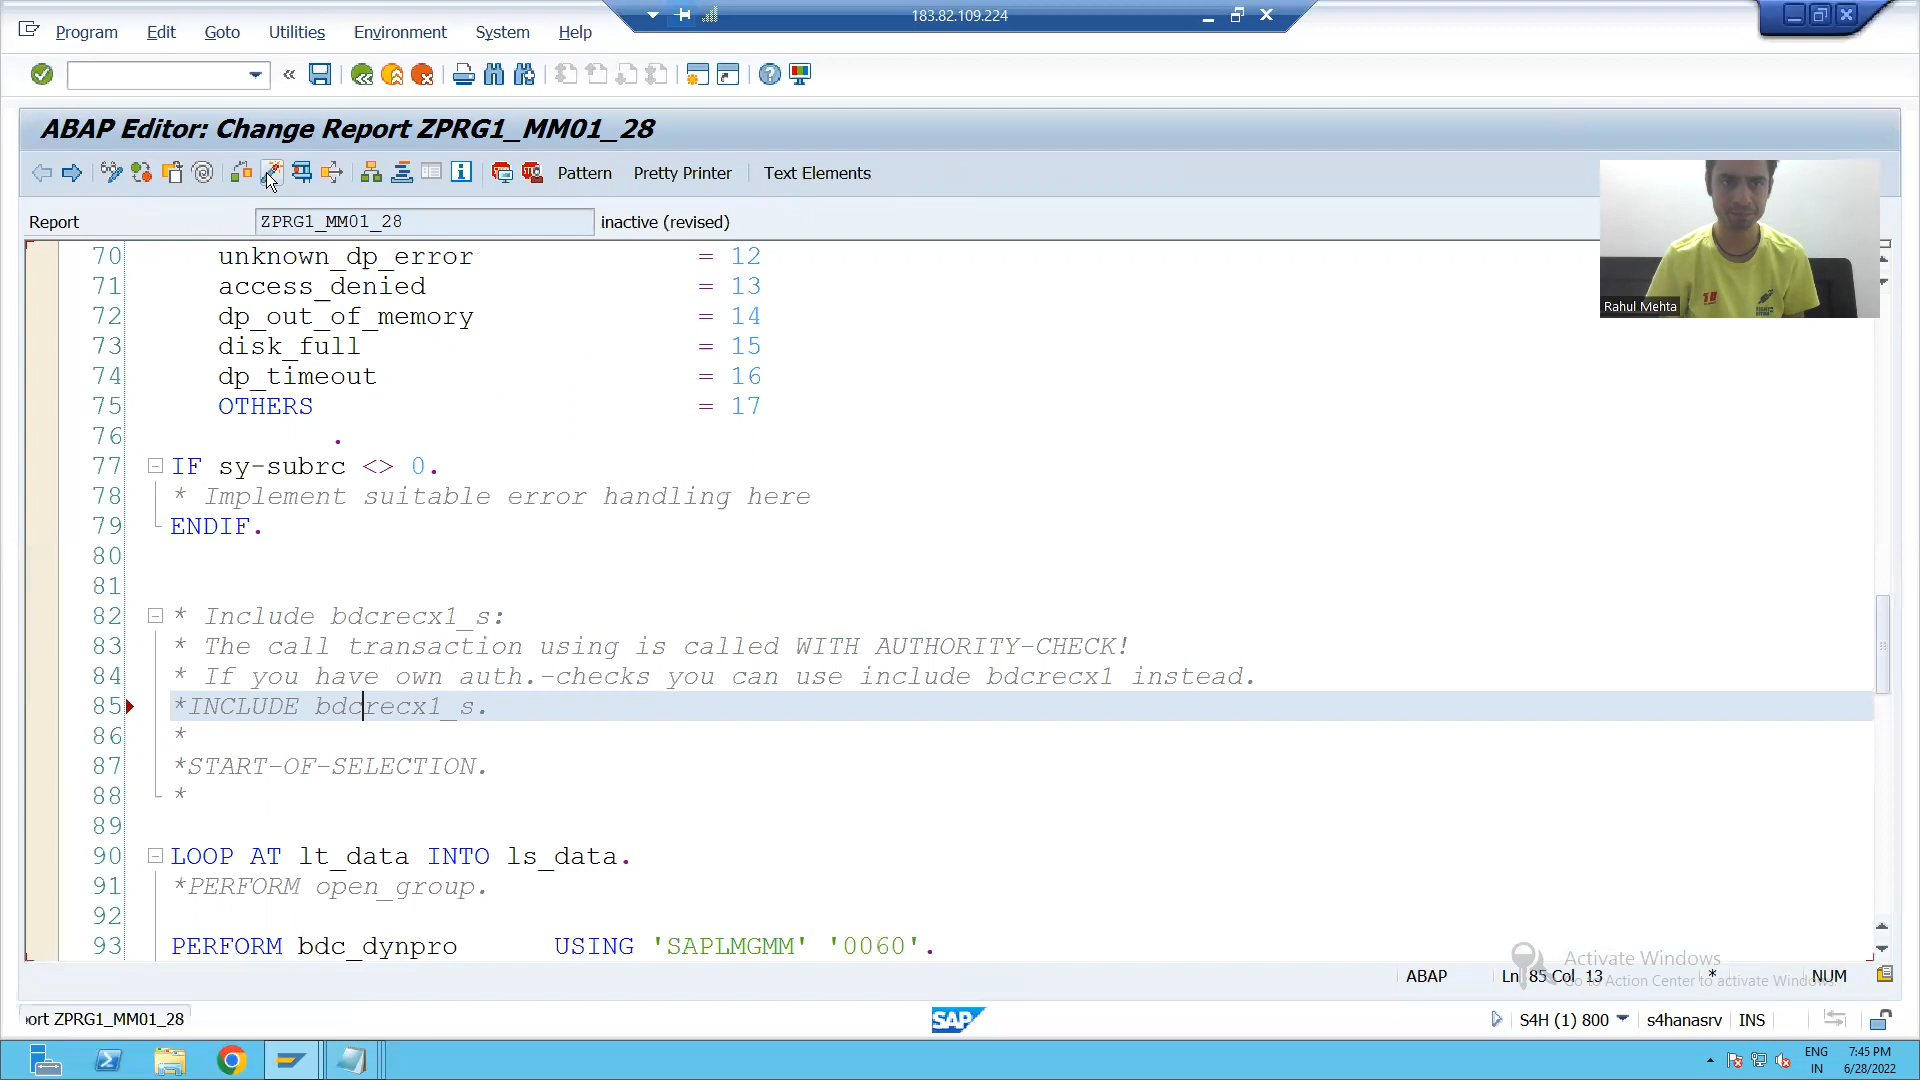 183.82.109.224
Program Edit Goto Utilities Environment System Help
ABAP Editor: Change Report ZPRG1_MM01_28
Pattern Pretty Printer Text Elements
Report ZPRG1_MM01_28 inactive (revised)
70 unknown_dp_error = 12
71 access_denied = 13
72 dp_out_of_memory = 14
73 disk_full = 15
74 dp_timeout = 16
75 OTHERS = 17
76 .
77 IF sy-subrc <> 0.
78 * Implement suitable error handling here
79 ENDIF.
80
81
82 * Include bdcrecx1_s:
83 * The call transaction using is called WITH AUTHORITY-CHECK!
84 * If you have own auth.-checks you can use include bdcrecx1 instead.
85 *INCLUDE bdcrecx1_s.
86 *
87 *START-OF-SELECTION.
88 *
89
90 LOOP AT lt_data INTO ls_data.
91 *PERFORM open_group.
92
93 PERFORM bdc_dynpro USING 'SAPLMGMM' '0060'.
Rahul Mehta
Activate Windows
Go to Action Center to activate Windows.
ABAP Ln 85 Col 13 * NUM
ort ZPRG1_MM01_28
SAP
S4H (1) 800 s4hanasrv INS
ENG
IN
7:45 PM
6/28/2022